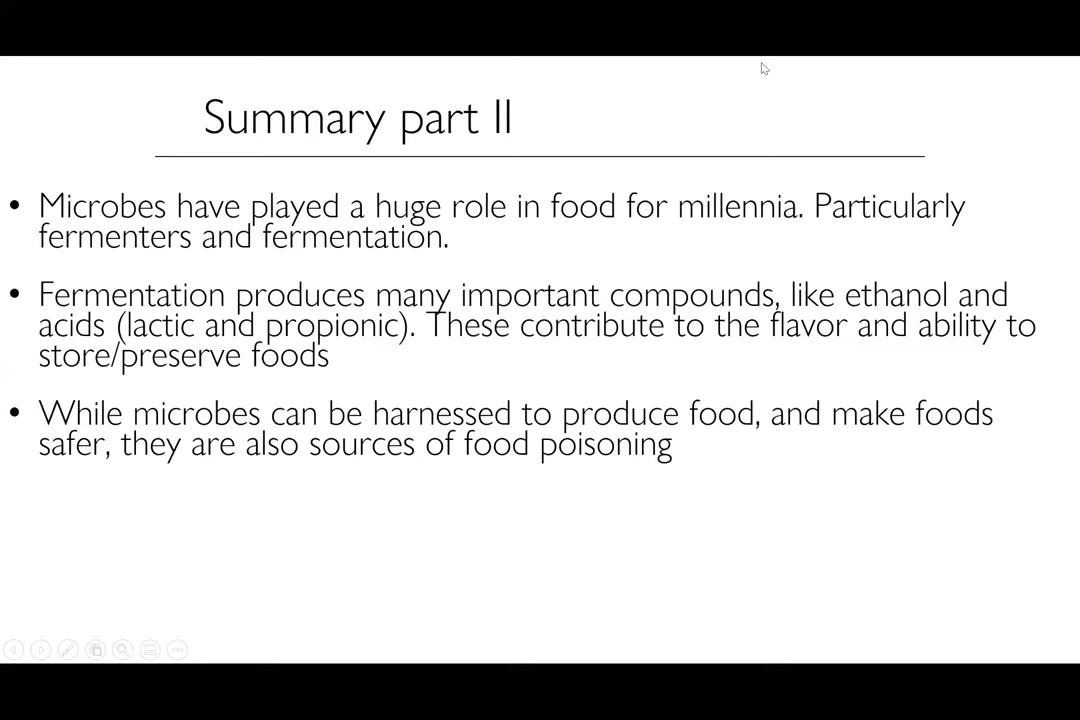 Summary part II
• Microbes have played a huge role in food for millennia. Particularly
fermenters and fermentation.
• Fermentation produces many important compounds, like ethanol and
acids (lactic and propionic). These contribute to the flavor and ability to
store/preserve foods
• While microbes can be harnessed to produce food, and make foods
safer, they are also sources of food poisoning